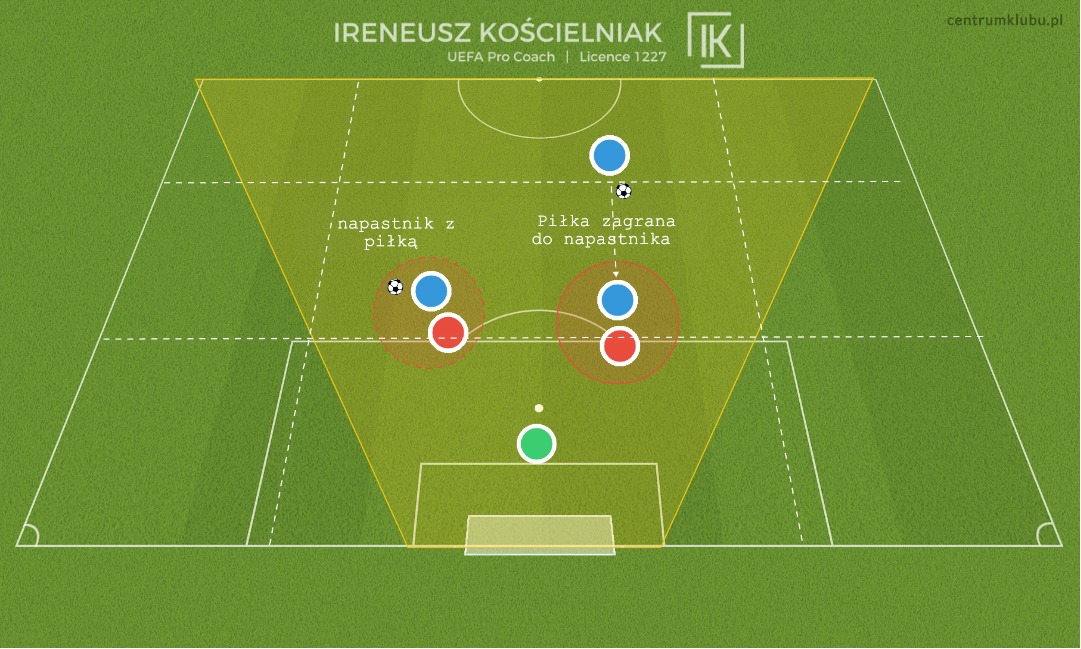 IRENEUSZ KOŚCIELNIAK
UEFA Pro Coach | Licence 1227
IK
centrumklubu.pl
napastnik z
piłką
Piłka zagrana
do napastnika